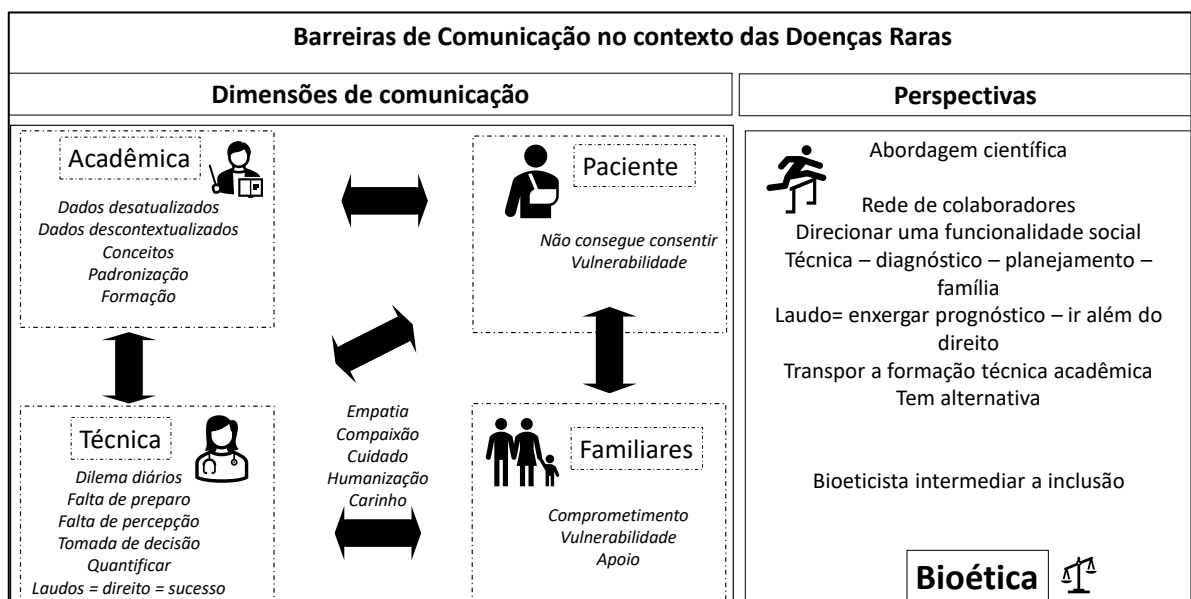 Barreiras de Comunicação no contexto das Doenças Raras
Dimensões de comunicação
Perspectivas
Acadêmica
Dados desatualizados
Dados descontextualizados
Conceitos
Padronização
Formação
Paciente
Não consegue consentir
Vulnerabilidade
Técnica
Dilema diários
Falta de preparo
Falta de percepção
Tomada de decisão
Quantificar
Laudos = direito = sucesso
Empatia
Compaixão
Cuidado
Humanização
Carinho
Familiares
Comprometimento
Vulnerabilidade
Apoio
Abordagem científica
Rede de colaboradores
Direcionar uma funcionalidade social
Técnica – diagnóstico – planejamento –
família
Laudo= enxergar prognóstico – ir além do
direito
Transpor a formação técnica acadêmica
Tem alternativa
Bioeticista intermediar a inclusão
Bioética